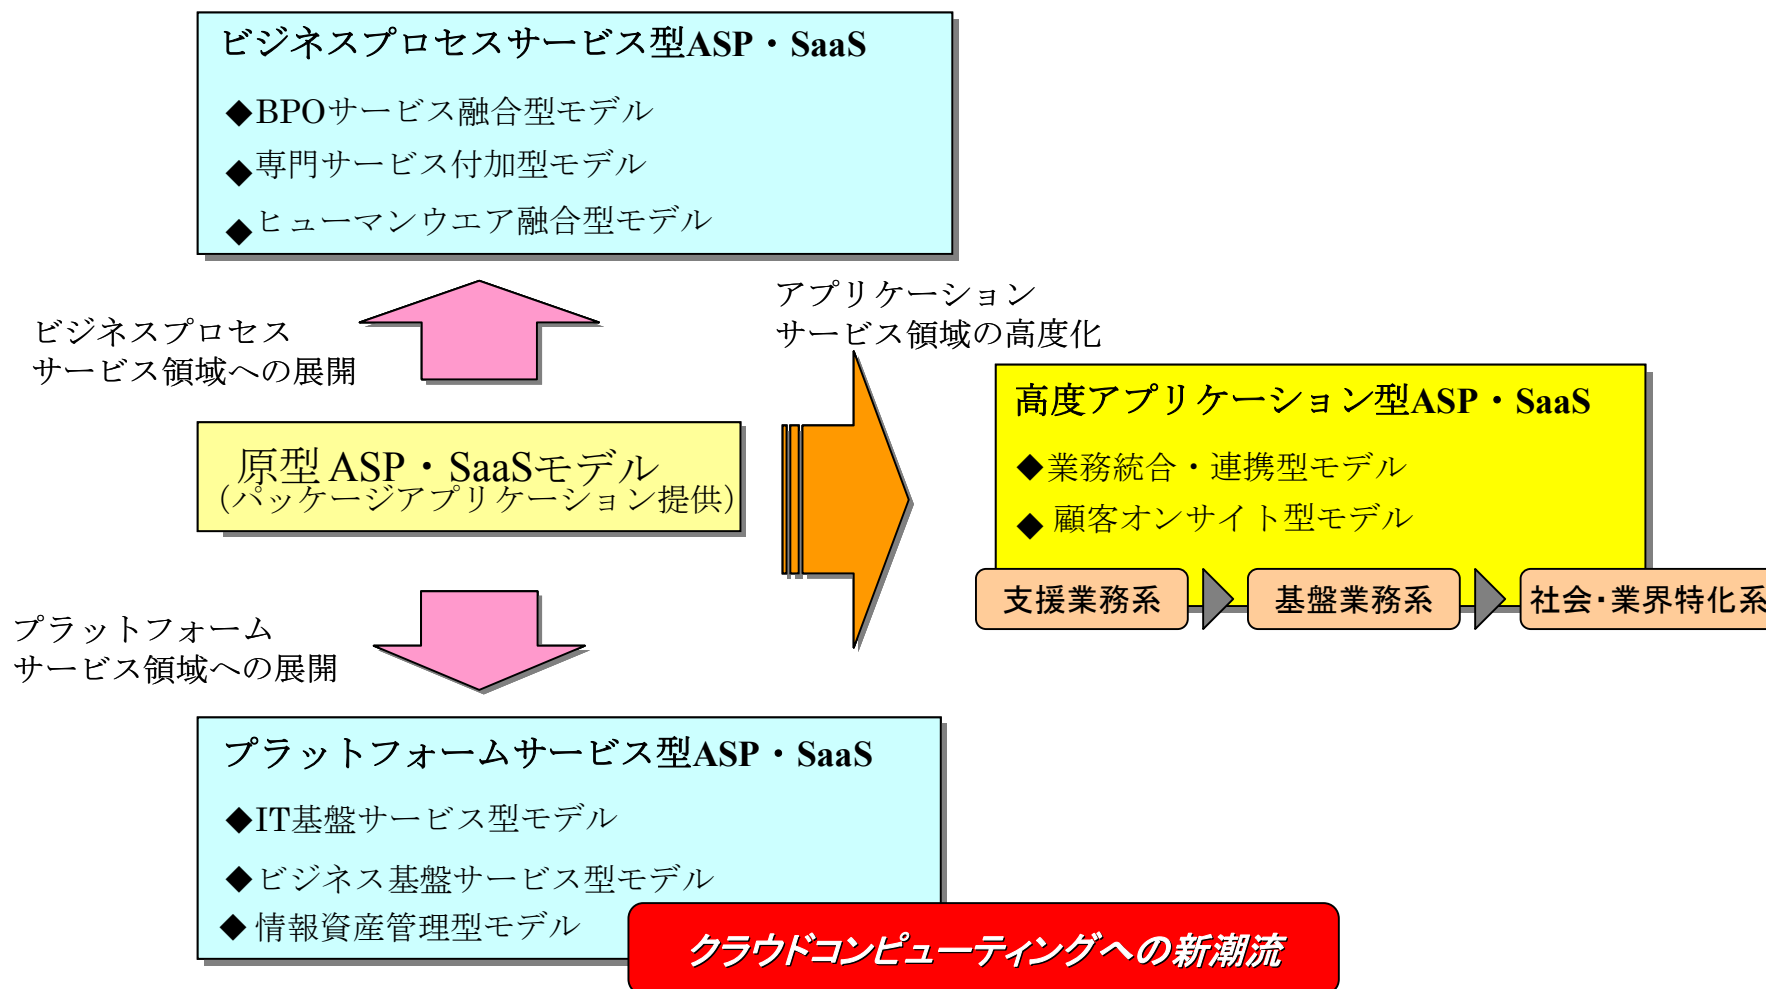 ビジネスプロセスサービス型ASP・SaaS
◆BPOサービス融合型モデル
◆専門サービス付加型モデル
◆ヒューマンウエア融合型モデル
ビジネスプロセス
サービス領域への展開
アプリケーション
サービス領域の高度化
原型 ASP・SaaSモデル
（パッケージアプリケーション提供）
高度アプリケーション型ASP・SaaS
◆業務統合・連携型モデル
◆ 顧客オンサイト型モデル
支援業務系
基盤業務系
社会・業界特化系
プラットフォーム
サービス領域への展開
プラットフォームサービス型ASP・SaaS
◆IT基盤サービス型モデル
◆ビジネス基盤サービス型モデル
◆ 情報資産管理型モデル
クラウドコンピューティングへの新潮流